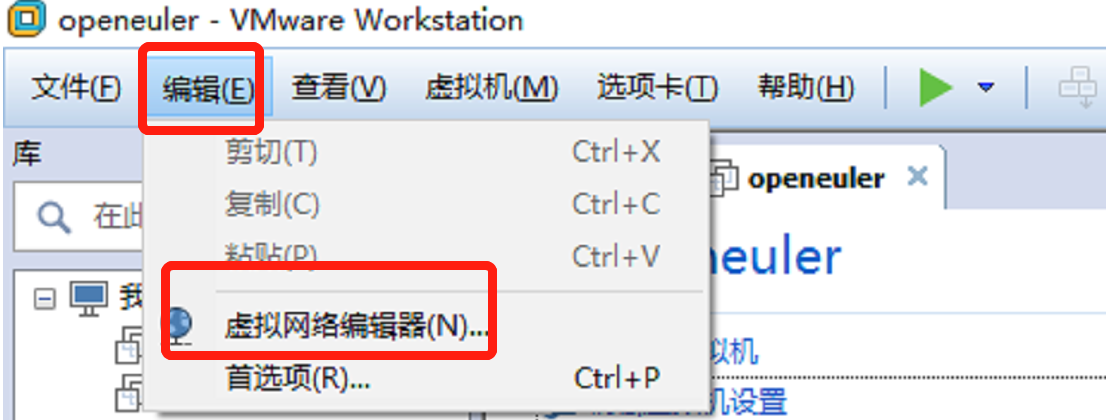 openeuler - VMware Workstation
文件(F) 编辑(E) 查看(V) 虚拟机(M) 选项卡(T) 帮助(H)
库
在此
我
剪切(T) Ctrl+X
复制(C) Ctrl+C
粘贴(P) Ctrl+V
虚拟网络编辑器(N)...
首选项(R)... Ctrl+P
openeuler
neuler
拟机
机设置